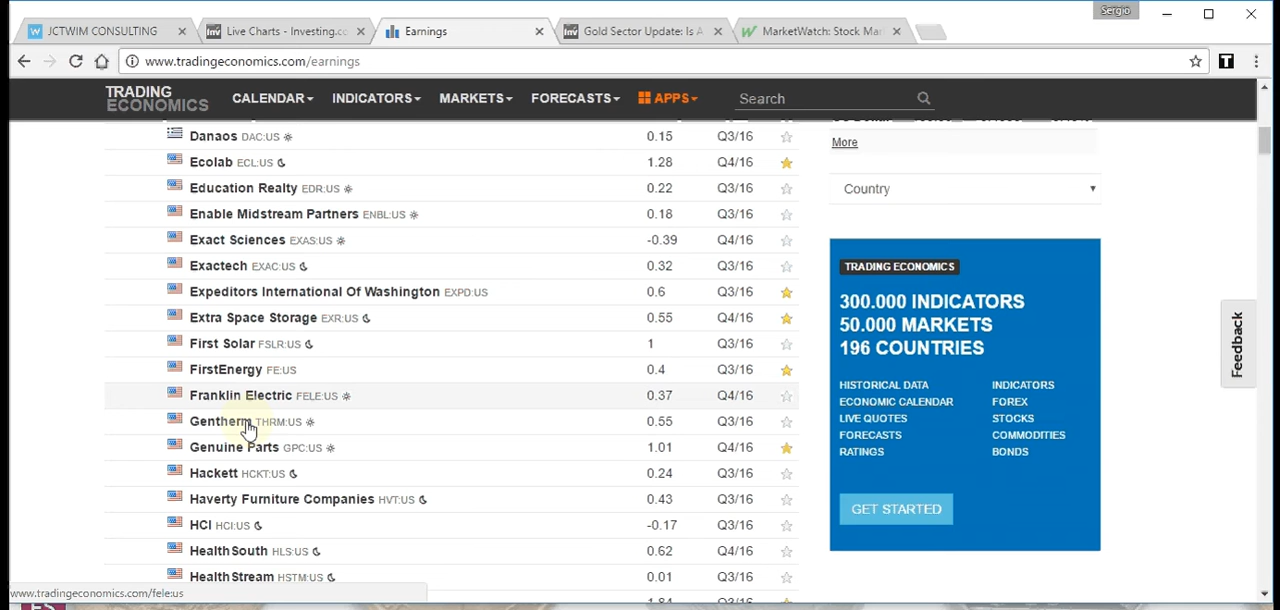 Sergio
JCTWIM CONSULTING
Live Charts - Investing.co
Earnings
Gold Sector Update: Is A
MarketWatch: Stock Mar
www.tradingeconomics.com/earnings
TRADING
ECONOMICS
CALENDAR
INDICATORS
MARKETS
FORECASTS
APPS
Search
Danaos DAC:US 0.15 Q3/16
Ecolab ECL:US 1.28 Q4/16
Education Realty EDR:US 0.22 Q3/16
Enable Midstream Partners ENBL:US 0.18 Q3/16
Exact Sciences EXAS:US -0.39 Q4/16
Exactech EXAC:US 0.32 Q3/16
Expeditors International Of Washington EXPD:US 0.6 Q3/16
Extra Space Storage EXR:US 0.55 Q4/16
First Solar FSLR:US 1 Q3/16
FirstEnergy FE:US 0.4 Q3/16
Franklin Electric FELE:US 0.37 Q4/16
Gentherm THRM:US 0.55 Q3/16
Genuine Parts GPC:US 1.01 Q4/16
Hackett HCKT:US 0.24 Q3/16
Haverty Furniture Companies HVT:US 0.43 Q3/16
HCI HCI:US -0.17 Q3/16
HealthSouth HLS:US 0.62 Q4/16
HealthStream HSTM:US 0.01 Q3/16
More
Country
TRADING ECONOMICS
300.000 INDICATORS
50.000 MARKETS
196 COUNTRIES
HISTORICAL DATA INDICATORS
ECONOMIC CALENDAR FOREX
LIVE QUOTES STOCKS
FORECASTS COMMODITIES
RATINGS BONDS
GET STARTED
Feedback
www.tradingeconomics.com/fele:us